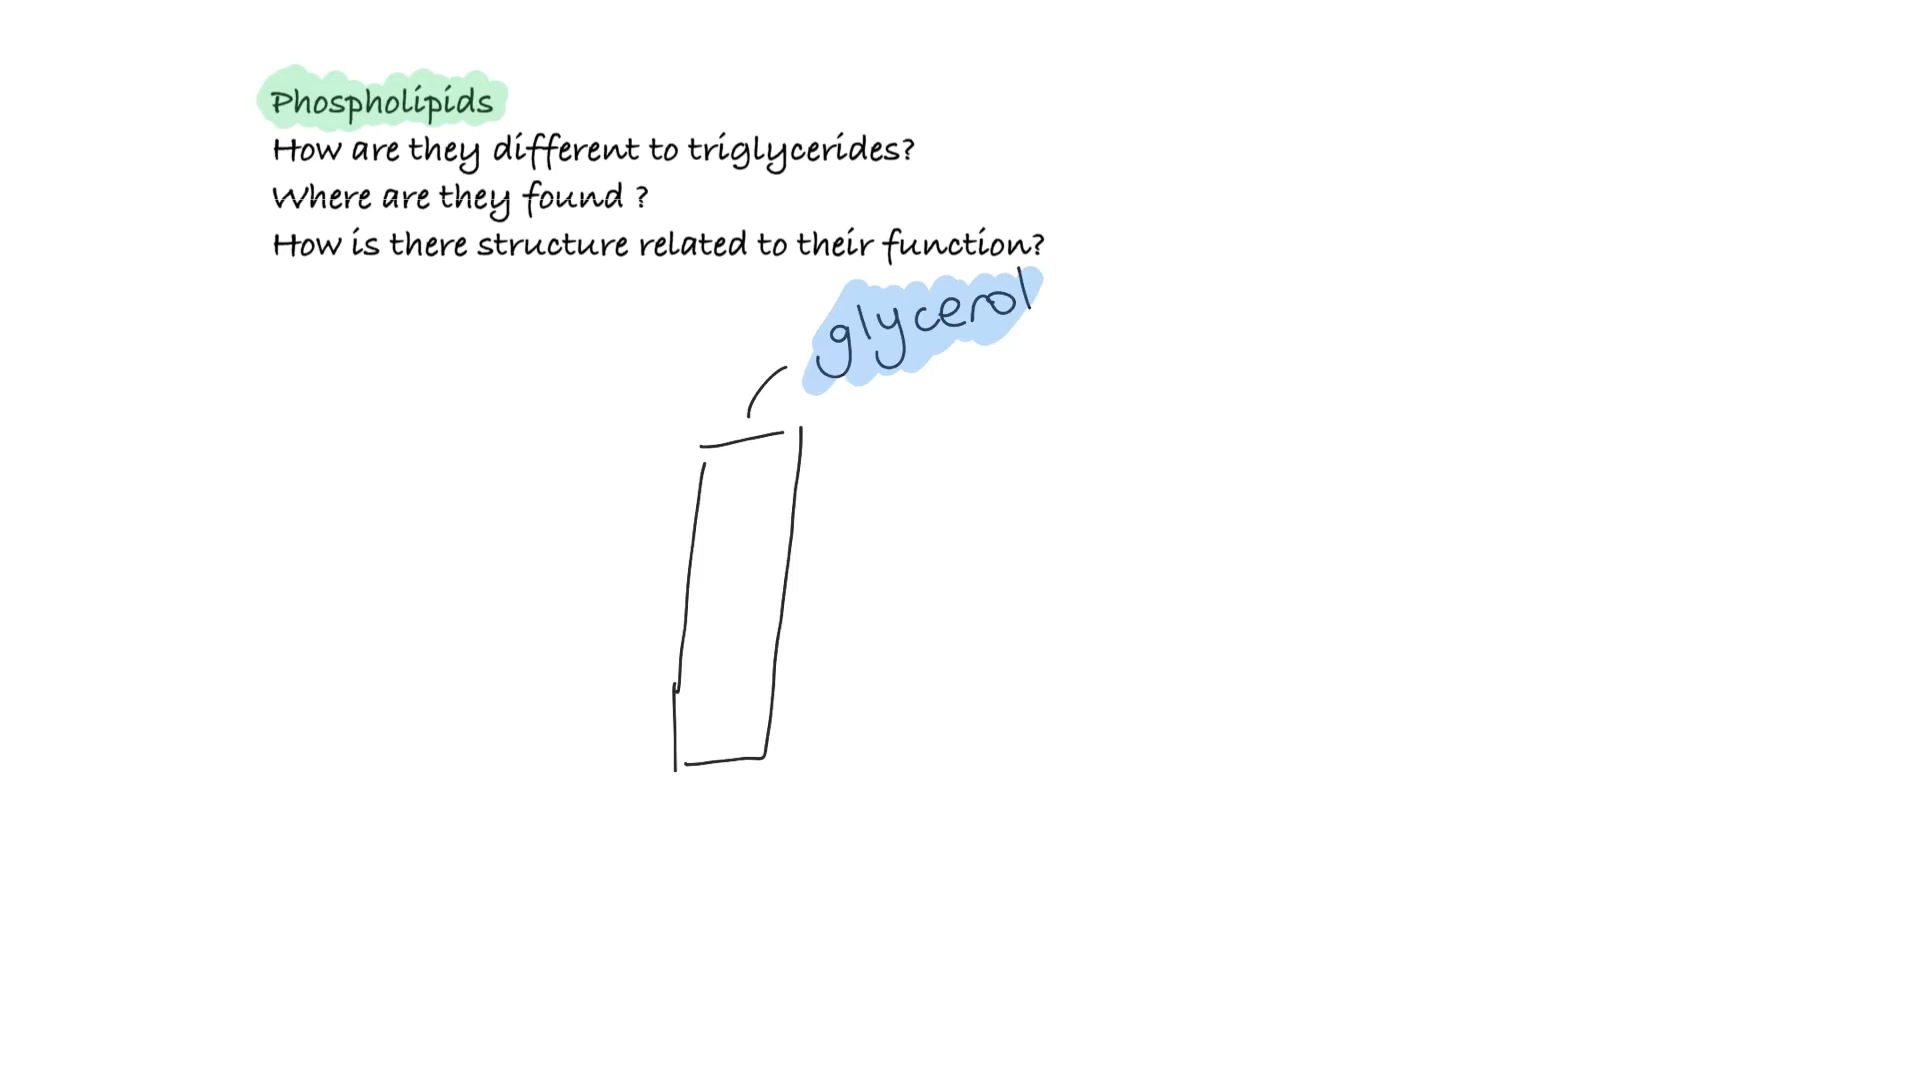 Phospholipids
How are they different to triglycerides?
Where are they found ?
How is there structure related to their function?
glycerol